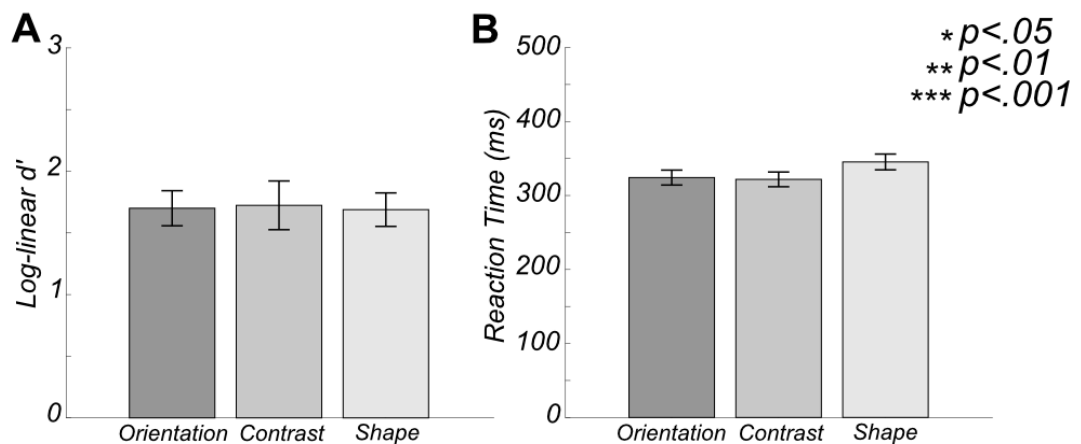 A
3
2
1
0
Log-linear d'
Orientation Contrast Shape
B
* p<.05
** p<.01
*** p<.001
500
400
300
200
100
0
Reaction Time (ms)
Orientation Contrast Shape